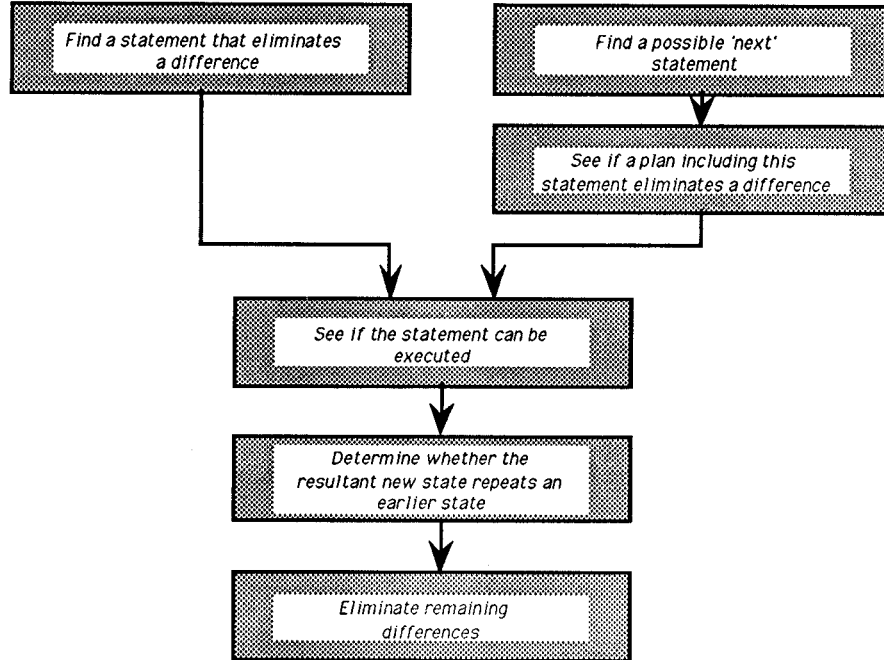 Find a statement that eliminates
a difference
Find a possible 'next'
statement
See if a plan including this
statement eliminates a difference
See if the statement can be
executed
Determine whether the
resultant new state repeats an
earlier state
Eliminate remaining
differences